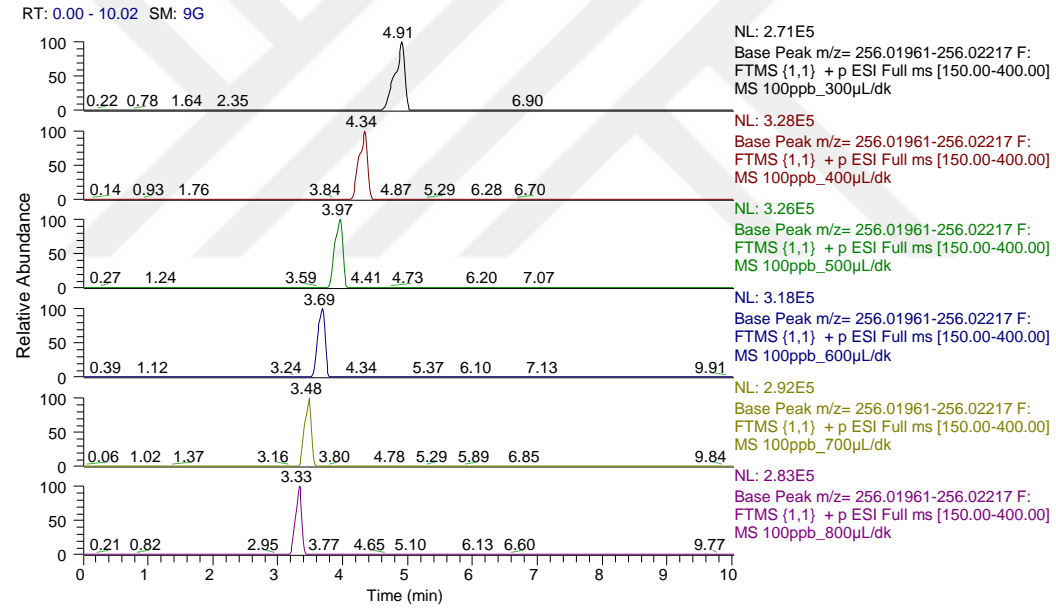 RT: 0.00 - 10.02 SM: 9G
4.91
NL: 2.71E5
100
Base Peak m/z= 256.01961-256.02217 F:
50
FTMS {1,1} + p ESI Full ms [150.00-400.00]
0.22 0.78 1.64 2.35 6.90
MS 100ppb_300µL/dk
0
4.34
NL: 3.28E5
100
Base Peak m/z= 256.01961-256.02217 F:
50
FTMS {1,1} + p ESI Full ms [150.00-400.00]
0.14 0.93 1.76 3.84 4.87 5.29 6.28 6.70
MS 100ppb_400µL/dk
0
3.97
NL: 3.26E5
100
Base Peak m/z= 256.01961-256.02217 F:
50
FTMS {1,1} + p ESI Full ms [150.00-400.00]
0.27 1.24 3.59 4.41 4.73 6.20 7.07
MS 100ppb_500µL/dk
0
3.69
NL: 3.18E5
100
Base Peak m/z= 256.01961-256.02217 F:
50
FTMS {1,1} + p ESI Full ms [150.00-400.00]
0.39 1.12 3.24 4.34 5.37 6.10 7.13 9.91
MS 100ppb_600µL/dk
0
3.48
NL: 2.92E5
100
Base Peak m/z= 256.01961-256.02217 F:
50
FTMS {1,1} + p ESI Full ms [150.00-400.00]
0.06 1.02 1.37 3.16 3.80 4.78 5.29 5.89 6.85 9.84
MS 100ppb_700µL/dk
0
3.33
NL: 2.83E5
100
Base Peak m/z= 256.01961-256.02217 F:
50
FTMS {1,1} + p ESI Full ms [150.00-400.00]
0.21 0.82 2.95 3.77 4.65 5.10 6.13 6.60 9.77
MS 100ppb_800µL/dk
0
0 1 2 3 4 5 6 7 8 9 10
Time (min)
Relative Abundance